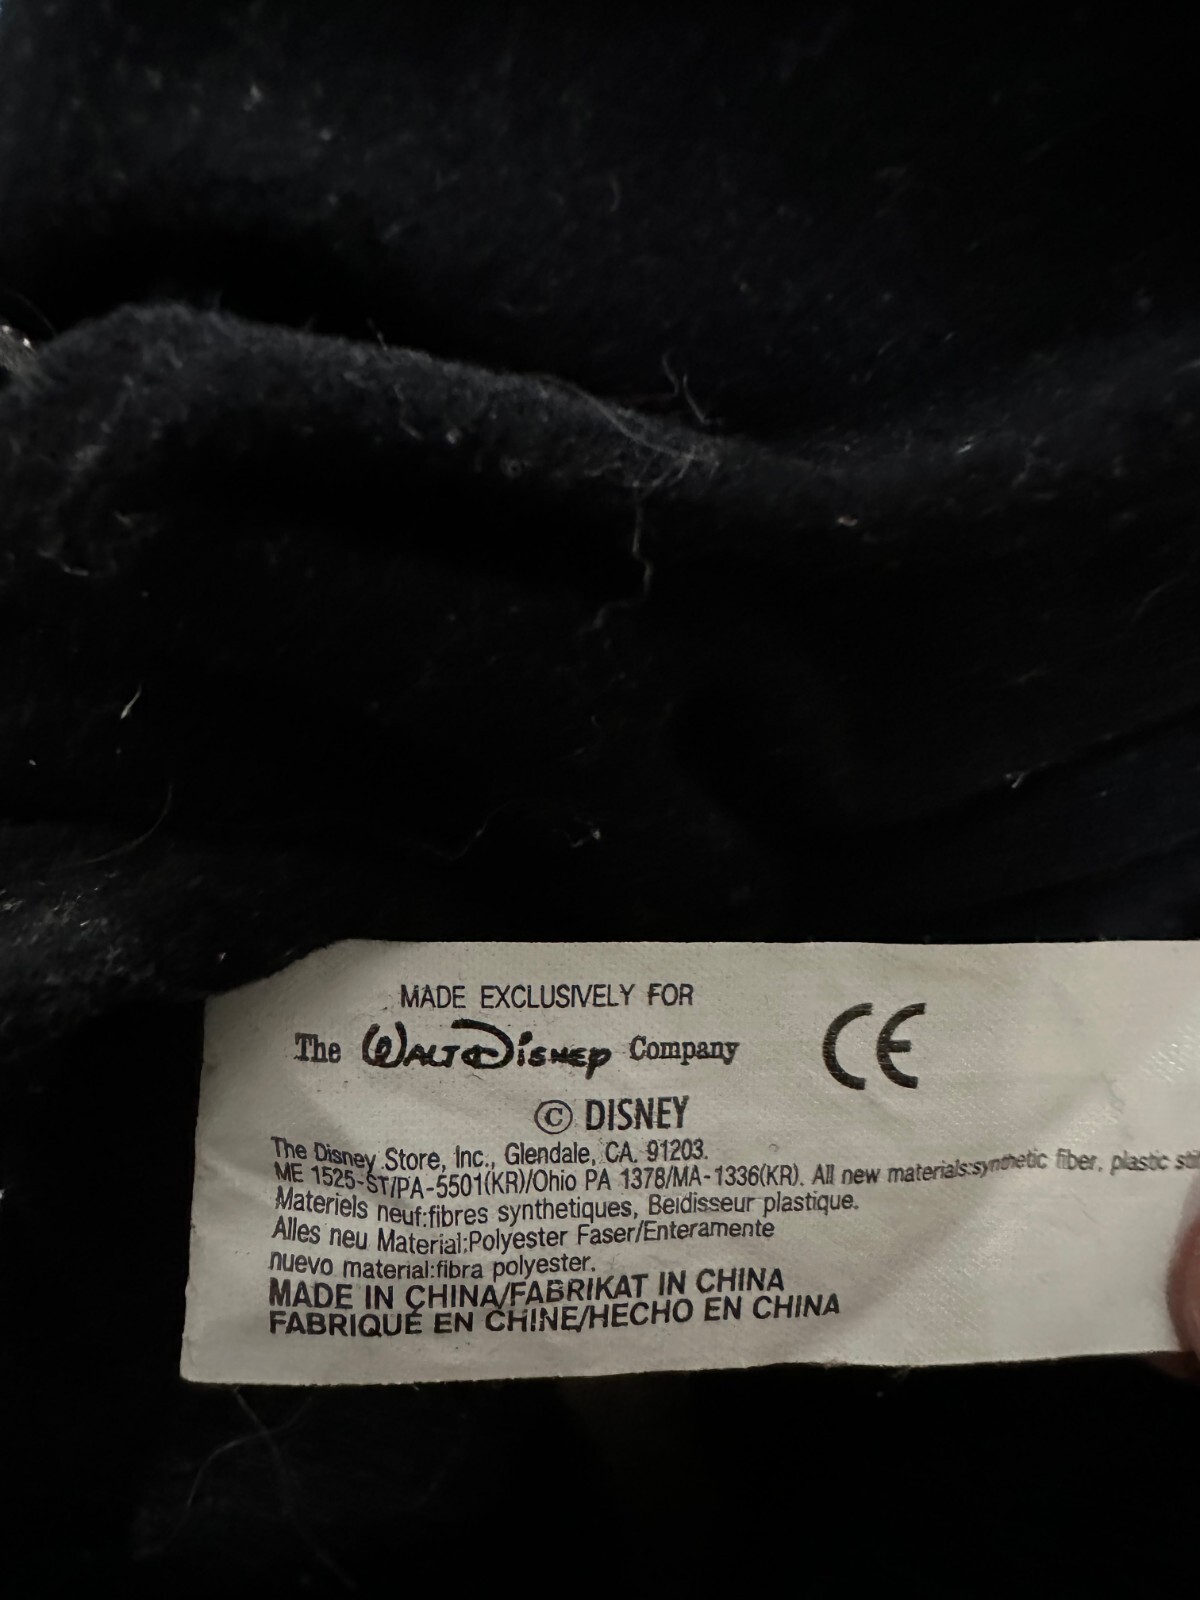 MADE EXCLUSIVELY FOR
The WALT DISNEY Company
CE
© DISNEY
The Disney Store, Inc., Glendale, CA. 91203.
ME 1525-ST/PA-5501(KR)/Ohio PA 1378/MA-1336(KR). All new materials:synthetic fiber, plastic
Materiels neuf:fibres synthetiques, Beidisseur plastique.
Alles neu Material:Polyester Faser/Enteramente
nuevo material:fibra polyester.
MADE IN CHINA/FABRIKAT IN CHINA
FABRIQUE EN CHINE/HECHO EN CHINA